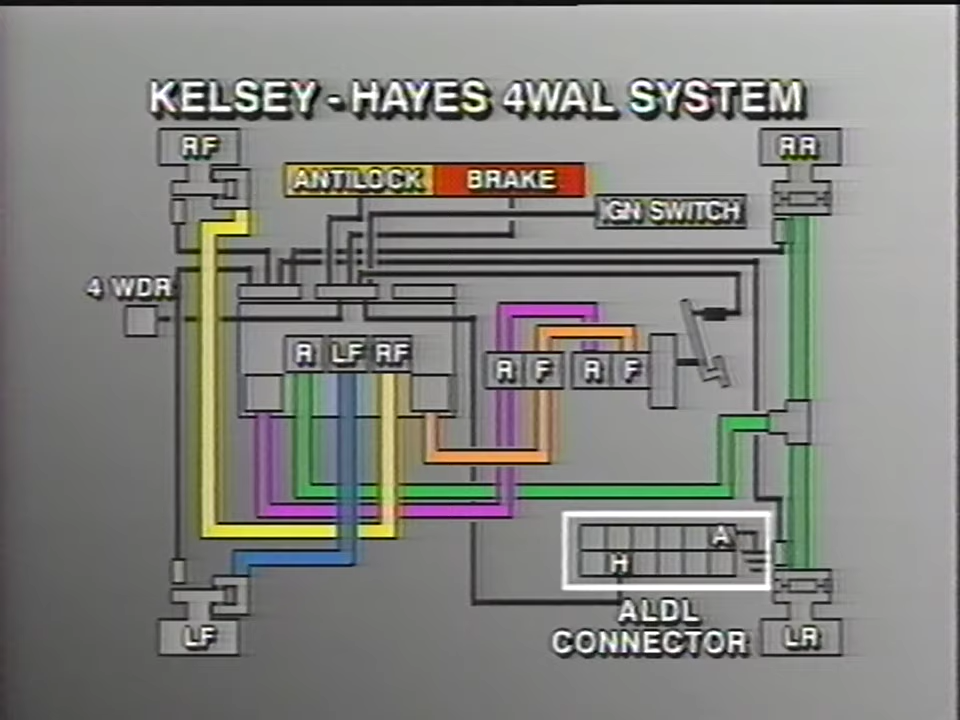 KELSEY-HAYES 4WAL SYSTEM
RF
RR
ANTILOCK BRAKE
IGN SWITCH
4 WDR
R LF RF
R F R F
A
H
ALDL
CONNECTOR
LF
LR